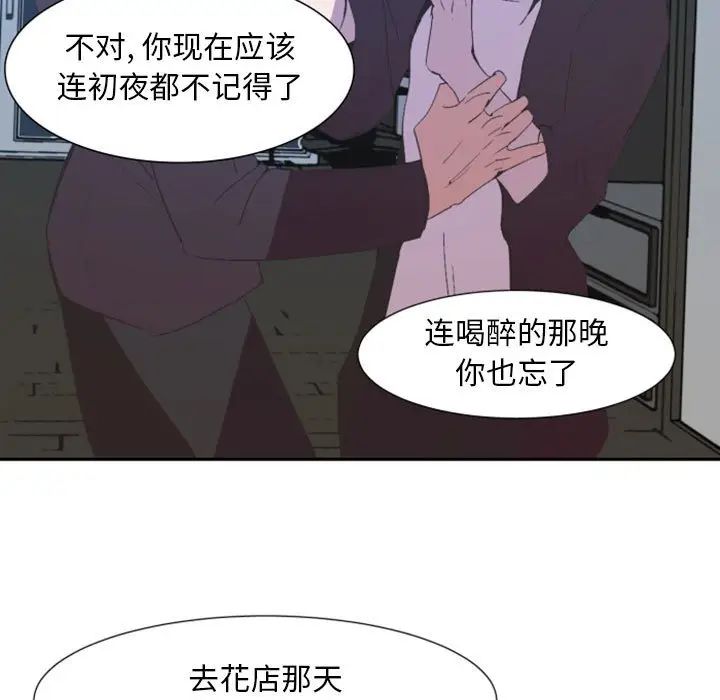 不对, 你现在应该
连初夜都不记得了
连喝醉的那晚
你也忘了
去花店那天